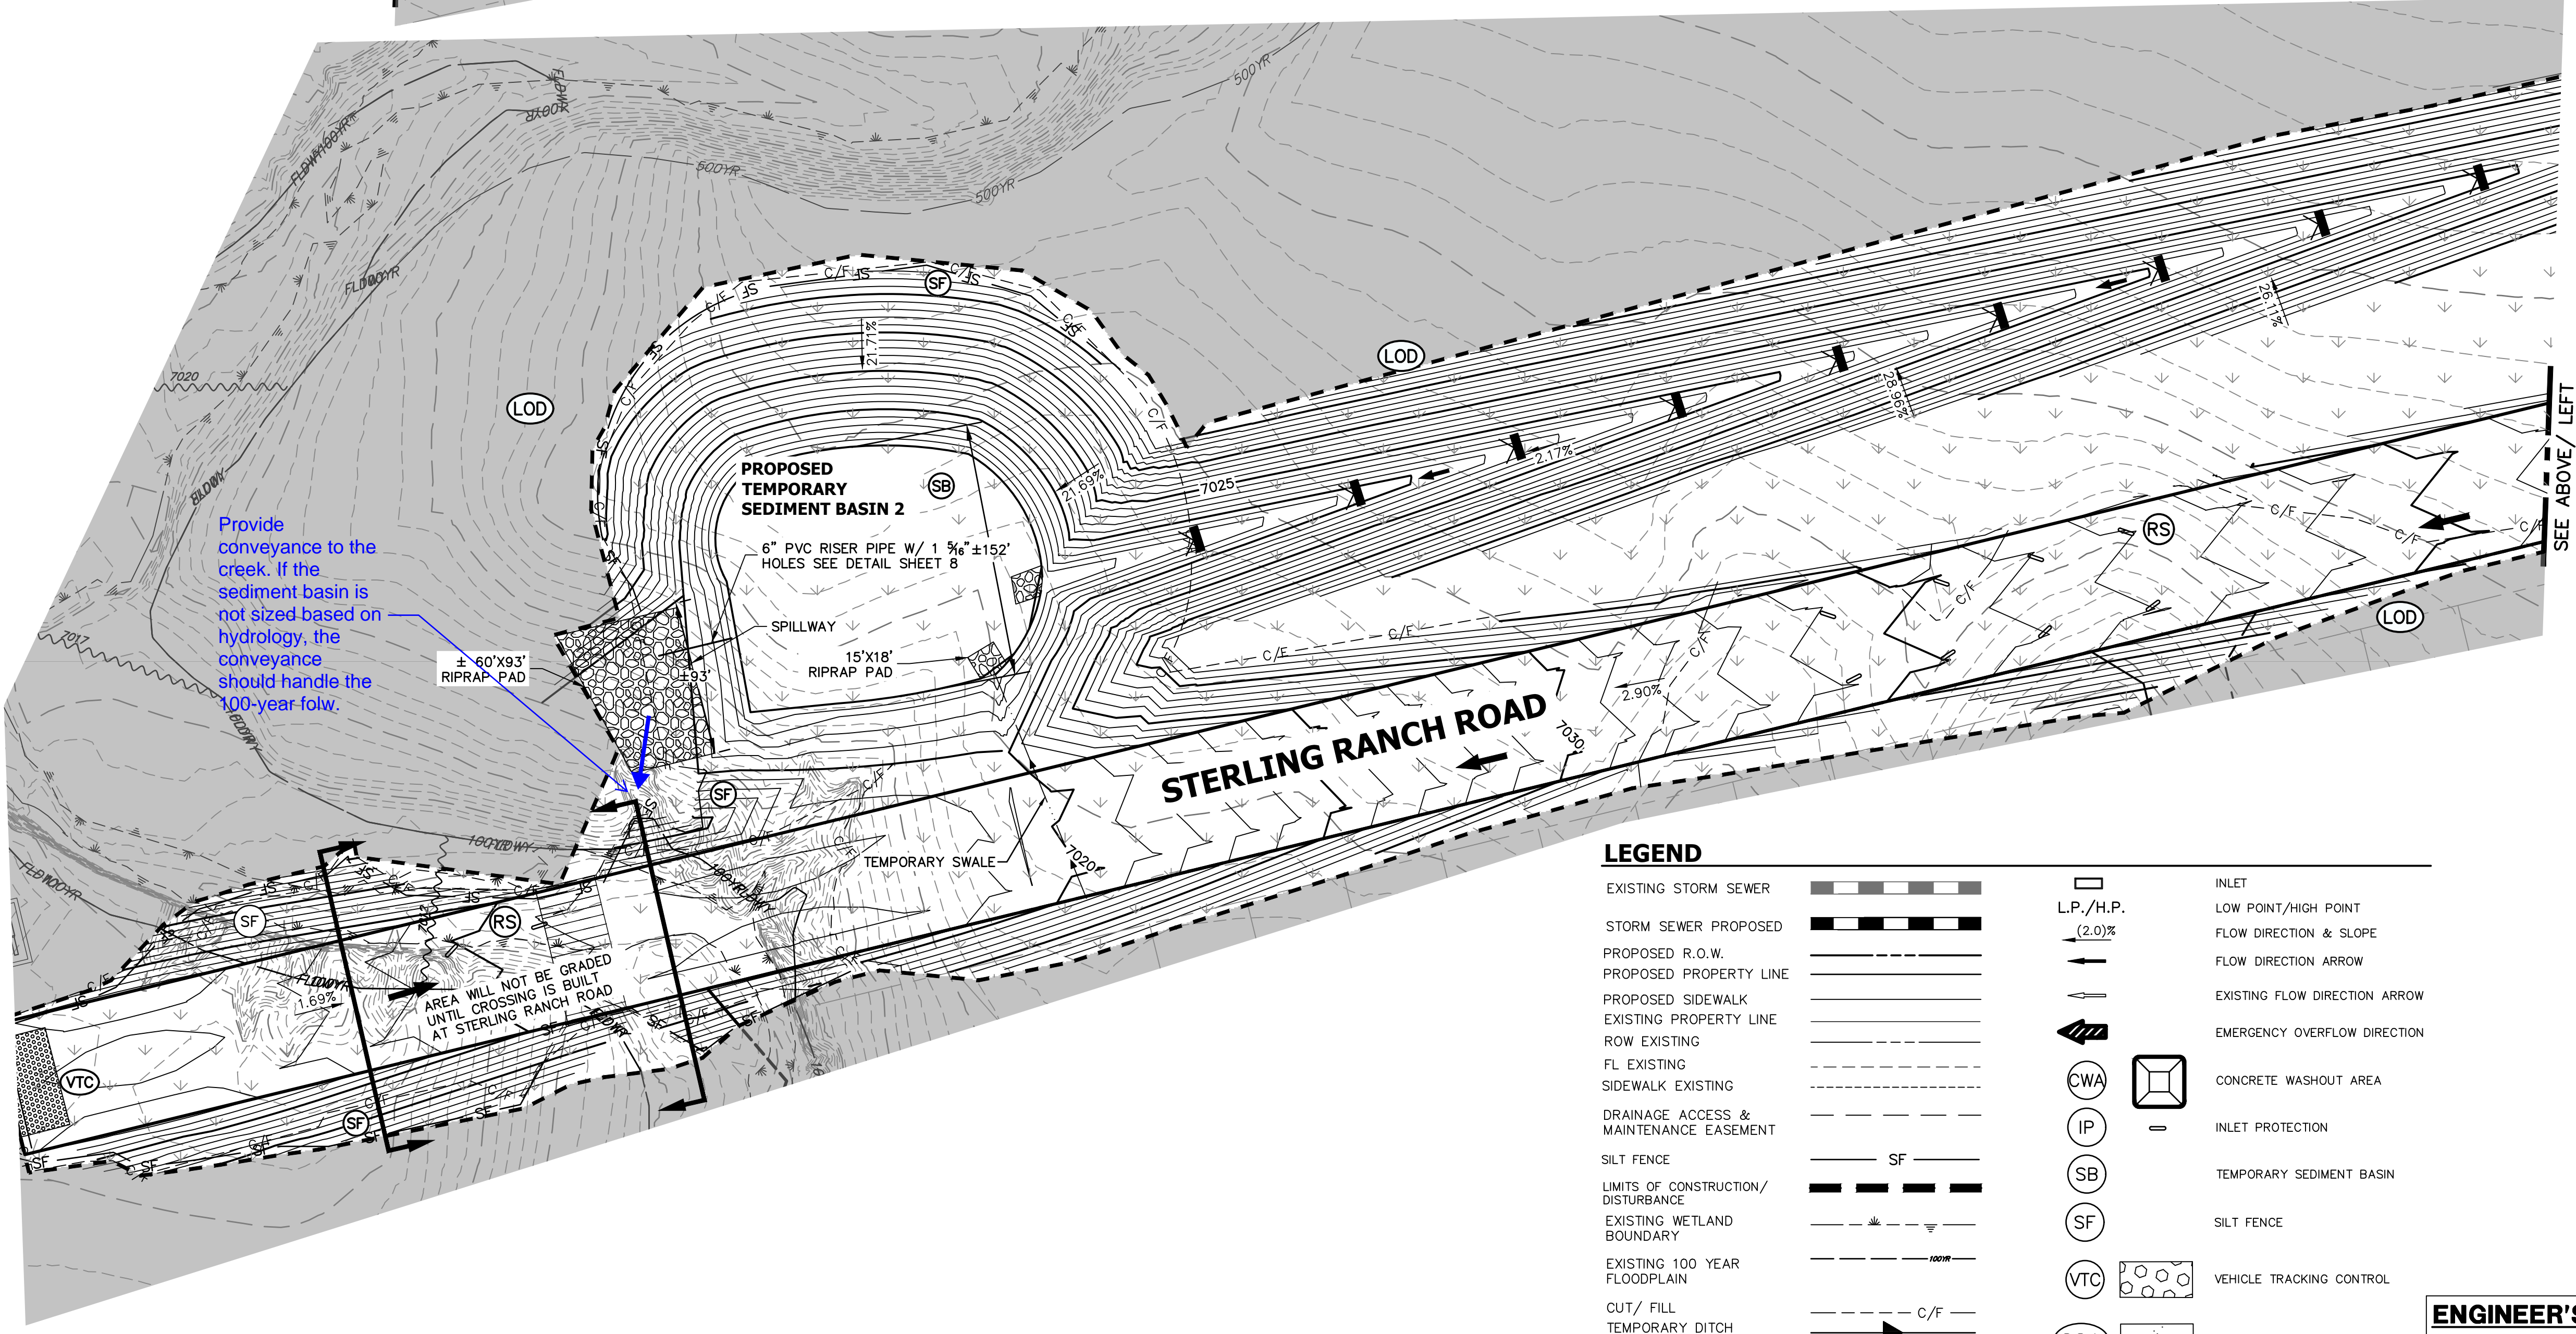 500YR
FLDWY
100YR
FLDWY100YR
500YR
500YR
7020
LOD
LOD
LOD
C/F
SF
SF
21.71%
26.11%
28.96%
SEE ABOVE/ LEFT
PROPOSED
TEMPORARY
SEDIMENT BASIN 2
SB
21.69%
7025
2.17%
6" PVC RISER PIPE W/ 1 5/16"±152'
HOLES SEE DETAIL SHEET 8
SPILLWAY
15'X18'
RIPRAP PAD
± 60'X93'
RIPRAP PAD
±93'
Provide
conveyance to the
creek. If the
sediment basin is
not sized based on
hydrology, the
conveyance
should handle the
100-year folw.
7017
RS
C/F
C/F
2.90%
7030
STERLING RANCH ROAD
SF
TEMPORARY SWALE
7020
SF
RS
1.69%
AREA WILL NOT BE GRADED
UNTIL CROSSING IS BUILT
AT STERLING RANCH ROAD
VTC
SF
LEGEND
EXISTING STORM SEWER
STORM SEWER PROPOSED
PROPOSED R.O.W.
PROPOSED PROPERTY LINE
PROPOSED SIDEWALK
EXISTING PROPERTY LINE
ROW EXISTING
FL EXISTING
SIDEWALK EXISTING
DRAINAGE ACCESS &
MAINTENANCE EASEMENT
SILT FENCE SF
LIMITS OF CONSTRUCTION/
DISTURBANCE
EXISTING WETLAND
BOUNDARY
EXISTING 100 YEAR 100YR
FLOODPLAIN
CUT/ FILL C/F
TEMPORARY DITCH
INLET
L.P./H.P. LOW POINT/HIGH POINT
(2.0)% FLOW DIRECTION & SLOPE
FLOW DIRECTION ARROW
EXISTING FLOW DIRECTION ARROW
EMERGENCY OVERFLOW DIRECTION
CWA CONCRETE WASHOUT AREA
IP INLET PROTECTION
SB TEMPORARY SEDIMENT BASIN
SF SILT FENCE
VTC VEHICLE TRACKING CONTROL
ENGINEER'S